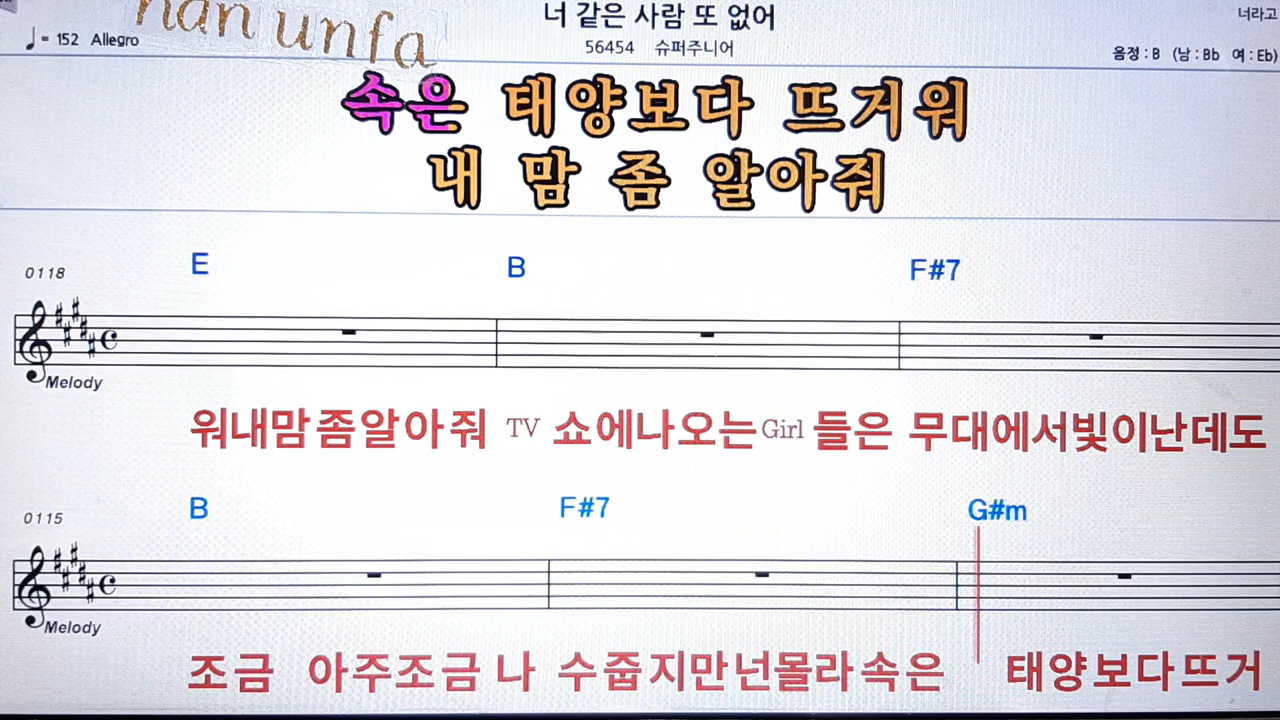 nan unfa
너 같은 사람 또 없어
너라고
♩= 152 Allegro
56454 슈퍼주니어
음정 : B (남 : Bb 여 : Eb)
속은 태양보다 뜨거워
내 맘 좀 알아줘
0118
E B F#7
Melody
워내맘좀알아줘 TV 쇼에나오는 Girl 들은 무대에서빛이난데도
0115
B F#7 G#m
Melody
조금 아주조금 나 수줍지만넌몰라속은 태양보다뜨거